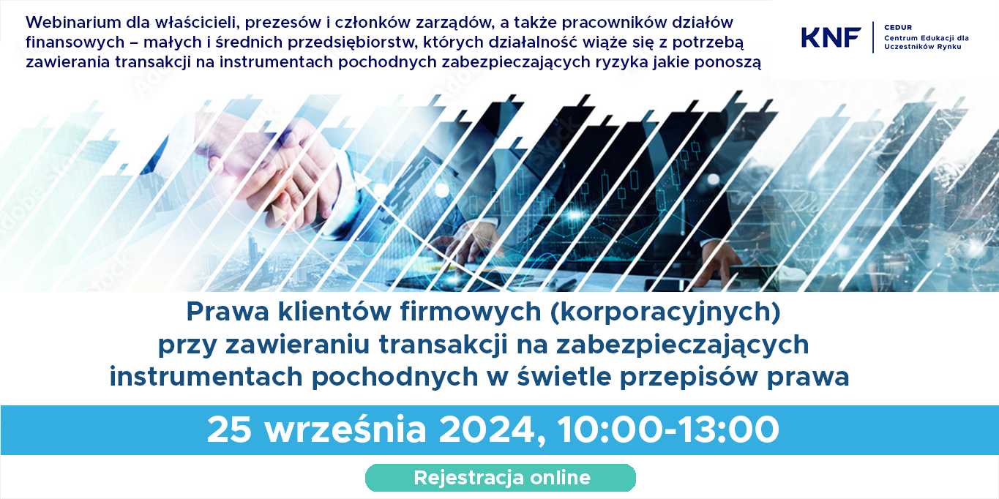 Webinarium dla właścicieli, prezesów i członków zarządów, a także pracowników działów
finansowych – małych i średnich przedsiębiorstw, których działalność wiąże się z potrzebą
zawierania transakcji na instrumentach pochodnych zabezpieczających ryzyka jakie ponoszą
KNF
CEDUR
Centrum Edukacji dla
Uczestników Rynku
Prawa klientów firmowych (korporacyjnych)
przy zawieraniu transakcji na zabezpieczających
instrumentach pochodnych w świetle przepisów prawa
25 września 2024, 10:00-13:00
Rejestracja online